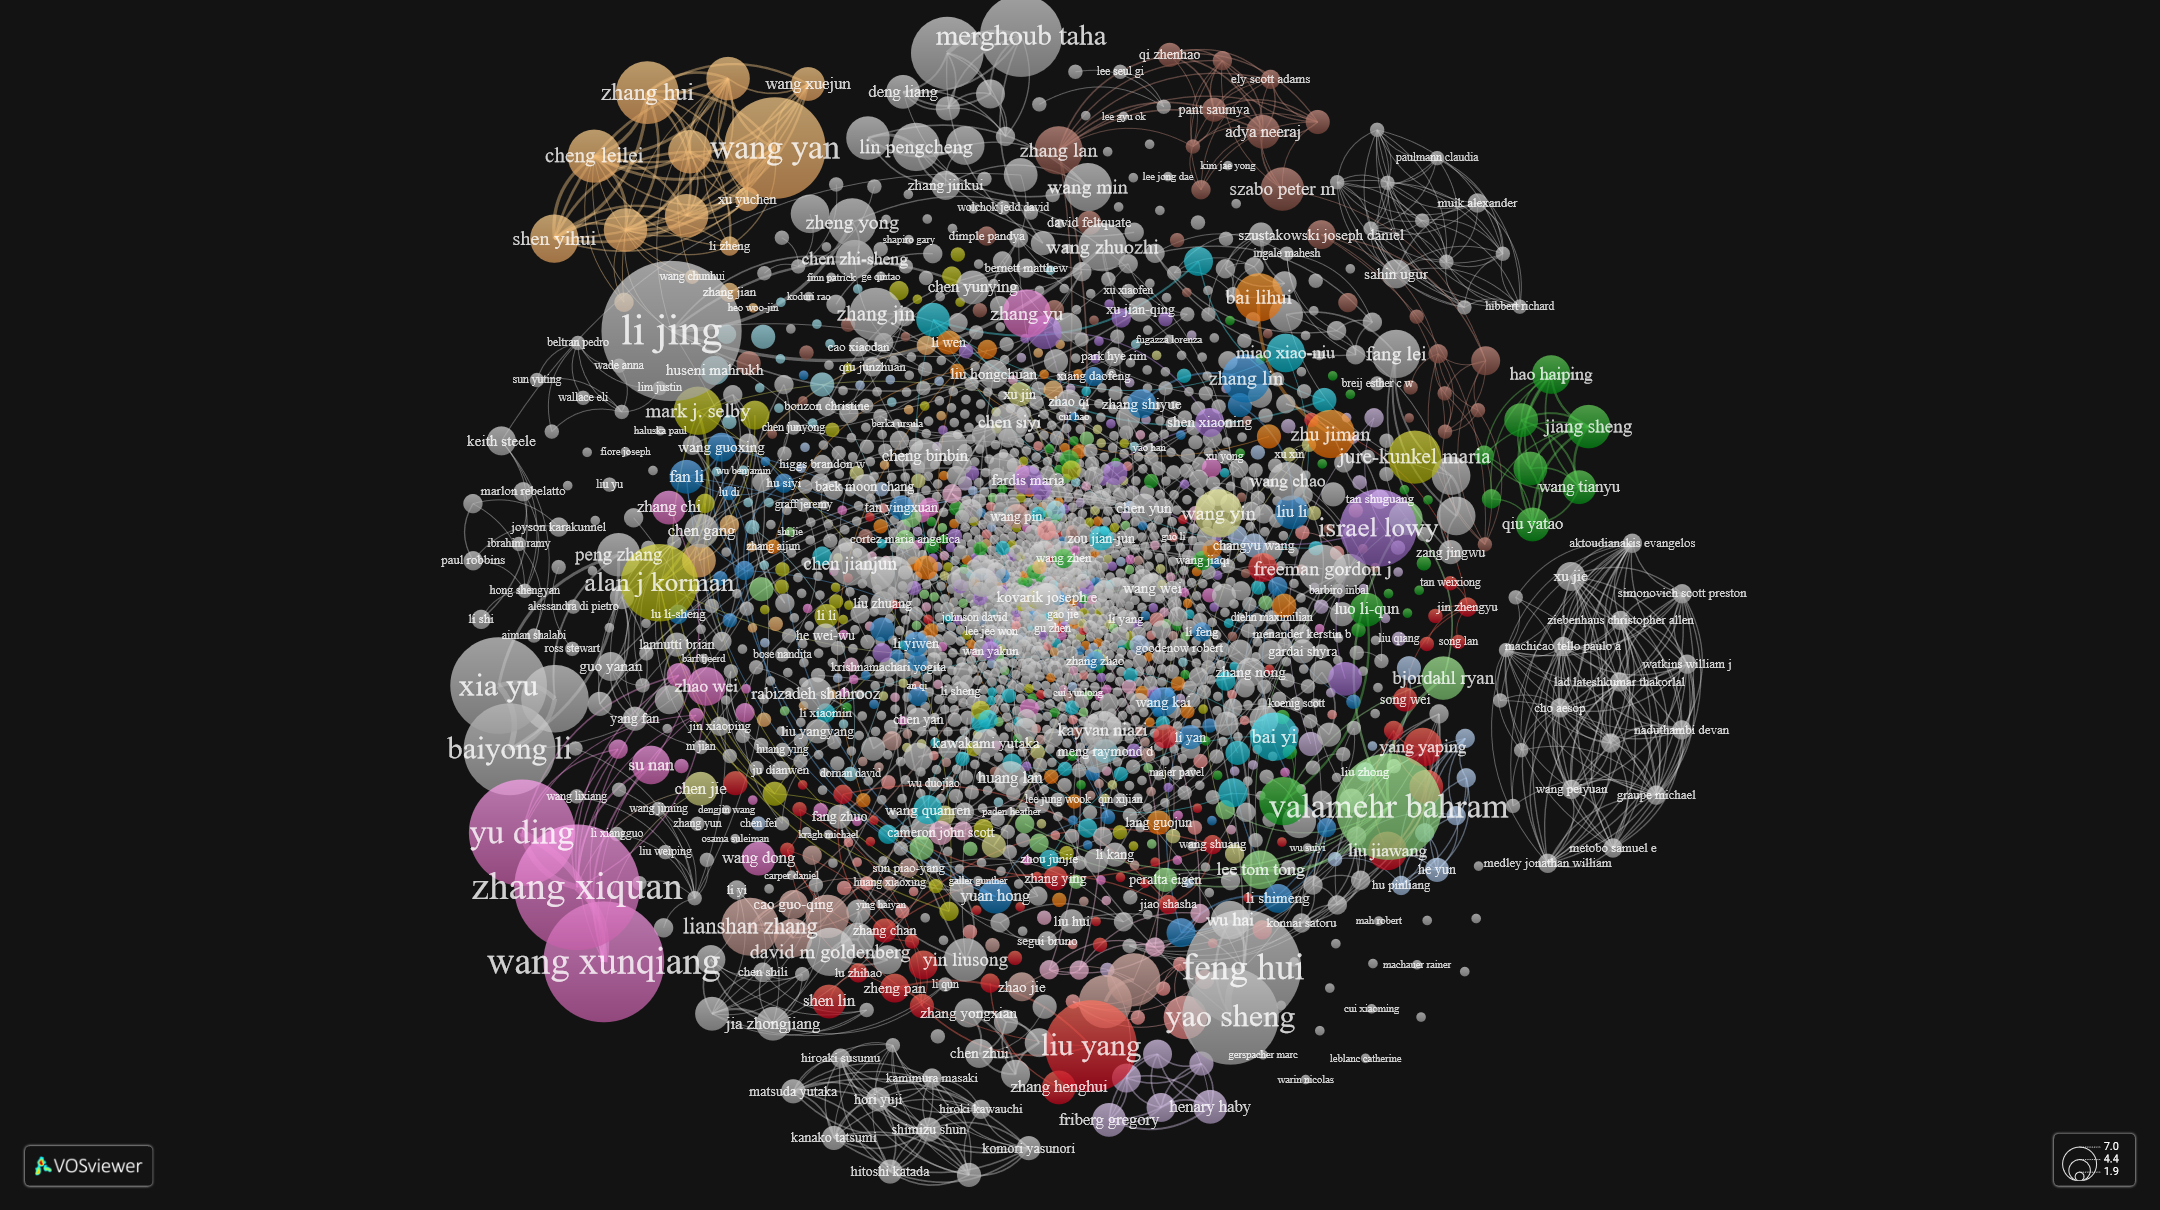 merghoub taha
qi zhenhao
lee seul gi
ely scott adams
zhang hui
wang xuejun
deng liang
pant saumya
lee gyu ok
adya neeraj
cheng leilei
wang yan
lin pengcheng
zhang lan
paulmann claudia
kim jae yong
lee jong dae
zhang jinkui
wang min
szabo peter m
xu yuchen
wolchok jedd david
muik alexander
zheng yong
david feltquate
shen yihui
li zheng
shapiro gary
dimple pandya
wang zhuozhi
szustakowski joseph daniel
ingale mahesh
chen zhi-sheng
bernett matthew
wang chunhui
finn patrick
ge qintao
sahin ugur
zhang jian
koduri rao
chen yunying
xu xiaofen
bai lihui
heo woo-jin
zhang jin
zhang yu
xu jian-qing
hibbert richard
li jing
beltran pedro
li wen
fugazza lorenza
cao xiaodan
park hye rim
miao xiao-niu
fang lei
wade anna
huseni mahrukh
qiu junzhuan
sun yuting
liu hongchuan
xiang daofeng
zhang lin
hao haiping
lim justin
breij esther c w
wallace eli
xu jin
zhao qi
zhang shiyue
mark j. selby
bonzon christine
cui hao
haluska paul
chen junyong
berka ursula
chen siyi
shen xiaoning
jiang sheng
keith steele
zhu jiman
wang guoxing
yao han
fiore joseph
cheng binbin
xu yong
xu xin
jure-kunkel maria
higgs brandon w
wu benjamin
fan li
liu yu
hu siyi
baek moon chang
fardis maria
wang chao
wang tianyu
marlon rebelatto
lu di
graff jeremy
tan shuguang
zhang chi
tan yingxuan
wang pin
chen yun
wang yin
liu li
joyson karakunnel
chen gang
shi jie
israel lowy
qiu yatao
ibrahim ramy
zhang aijun
cortez maria angelica
zou jian-jun
guo li
changyu wang
aktoudianakis evangelos
peng zhang
paul robbins
chen jianjun
wang zhen
wang jiaqi
zang jingwu
freeman gordon j
xu jie
alan j korman
hong shengyan
wang wei
barbiro inbal
tan weixiong
simonovich scott preston
alessandra di pietro
liu zhuang
kovarik joseph e
luo li-qun
jin zhengyu
li shi
lu li-sheng
li li
johnson david
gao jie
li yang
diehn maximilian
ziebenhaus christopher allen
aiman shalabi
he wei-wu
lee jee won
gu zhen
li feng
menander kerstin b
liu qiang
song lan
ross stewart
lannutti brian
li yiwen
wan yakun
goodenow robert
gardai shyra
machicao tello paulo a
barf tjeerd
bose nandita
guo yanan
krishnamachari yogita
zhang zhao
zhang nong
bjordahl ryan
watkins william j
xia yu
zhao wei
rabizadeh shahrooz
an qi
li sheng
cui yunlong
lad lateshkumar thakorlal
li xiaomin
wang kai
koenig scott
song wei
cho aesop
yang fan
jin xiaoping
liu yangyang
chen yan
kayvan niazi
li yan
bai yi
naduthambi devan
baiyong li
ni jian
huang ying
kawakami yutaka
meng raymond d
yang yaping
su nan
ju dianwen
dornan david
huang lan
majer pavel
liu zhong
wang lixiang
chen jie
wu duojiao
wang peiyuan
graupe michael
wang jiming
dengjin wang
lee jung wook
qin xijian
valamehr bahram
yu ding
zhang yun
chen fei
fang zhuo
wang quanren
paden heather
lang guojun
li xiangguo
osama suleiman
kragh michael
cameron john scott
wang shuang
wu suiyi
metobo samuel e
liu weiping
wang dong
zhou junjie
li kang
liu jiawang
medley jonathan william
carper daniel
sun piao-yang
lee tom tong
he yun
zhang xiquan
li yi
huang xiaoxing
galler gunther
zhang ying
peralta eigen
hu pinliang
cao guo-qing
ying haiyan
yuan hong
jiao shasha
li shimeng
lianshan zhang
zhang chan
liu hui
wu hai
konnai satoru
mah robert
david m goldenberg
segui bruno
wang xunqiang
chen shili
lu zhihao
yin liusong
feng hui
machauer rainer
zheng pan
li qun
zhao jie
shen lin
zhang yongxian
yao sheng
cui xiaoming
jia zhongjiang
hiroaki susumu
chen zhui
liu yang
gerspacher marc
leblanc catherine
kamimura masaki
zhang henghui
warin nicolas
matsuda yutaka
hori yuji
hiroki kawauchi
henary haby
kanako tatsumi
shimizu shun
friberg gregory
komori yasunori
hitoshi katada
VOSviewer
7.0
4.4
1.9